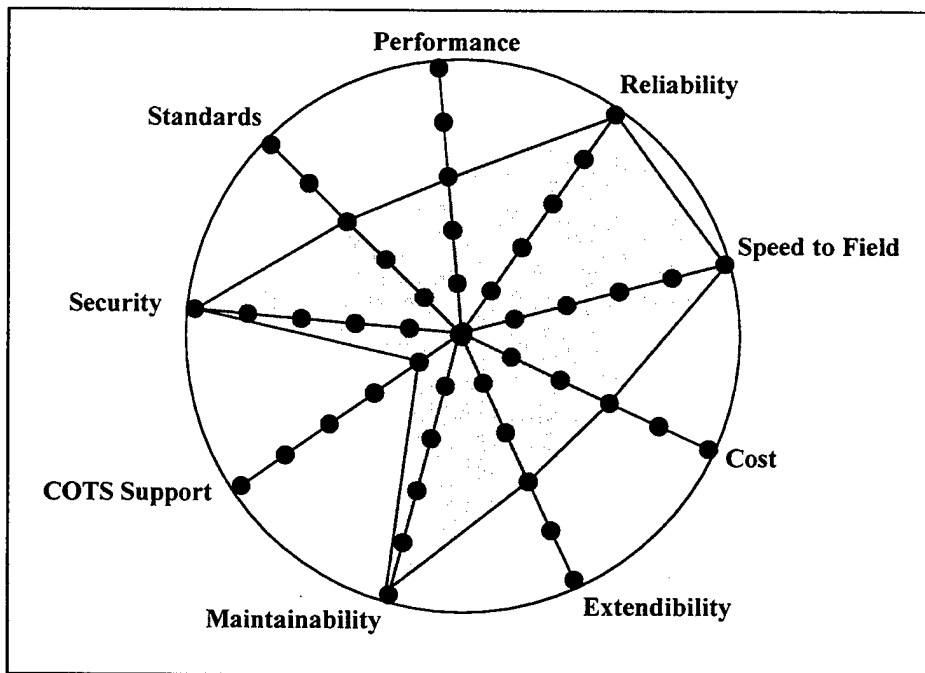 Performance
Reliability
Standards
Speed to Field
Security
Cost
COTS Support
Extendibility
Maintainability